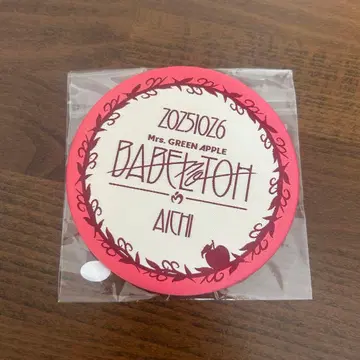 20251026
Mrs. GREEN APPLE
BABEL no TOH
AICHI